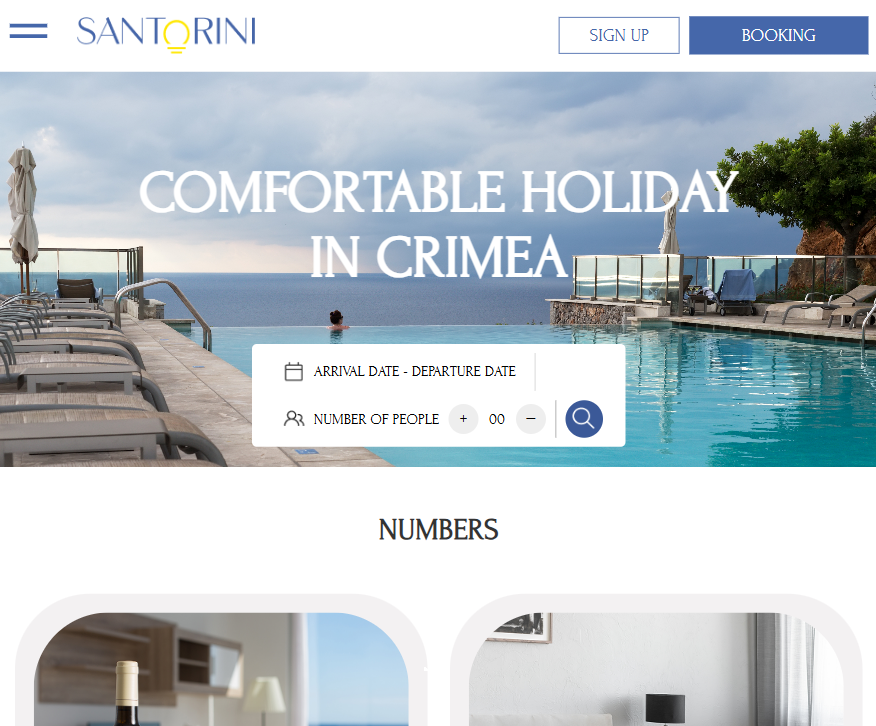 SANTORINI
SIGN UP
BOOKING
COMFORTABLE HOLIDAY
IN CRIMEA
ARRIVAL DATE - DEPARTURE DATE
NUMBER OF PEOPLE + 00 −
NUMBERS